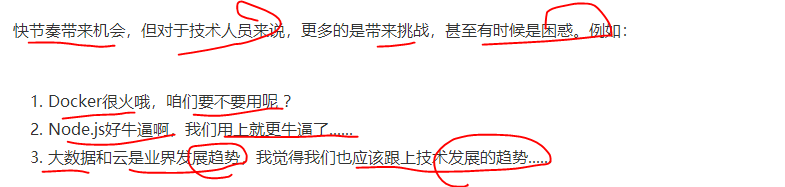 快节奏带来机会，但对于技术人员来说，更多的是带来挑战，甚至有时候是困惑。例如：
1. Docker很火哦，咱们要不要用呢？
2. Node.js好牛逼啊，我们用上就更牛逼了......
3. 大数据和云是业界发展趋势，我觉得我们也应该跟上技术发展的趋势.....